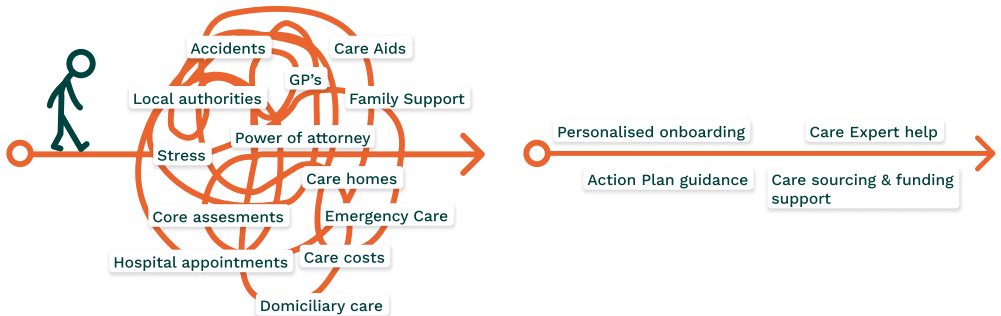 Accidents
Care Aids
GP's
Local authorities
Family Support
Power of attorney
Stress
Care homes
Core assesments
Emergency Care
Hospital appointments
Care costs
Domiciliary care
Personalised onboarding
Care Expert help
Action Plan guidance
Care sourcing & funding
support